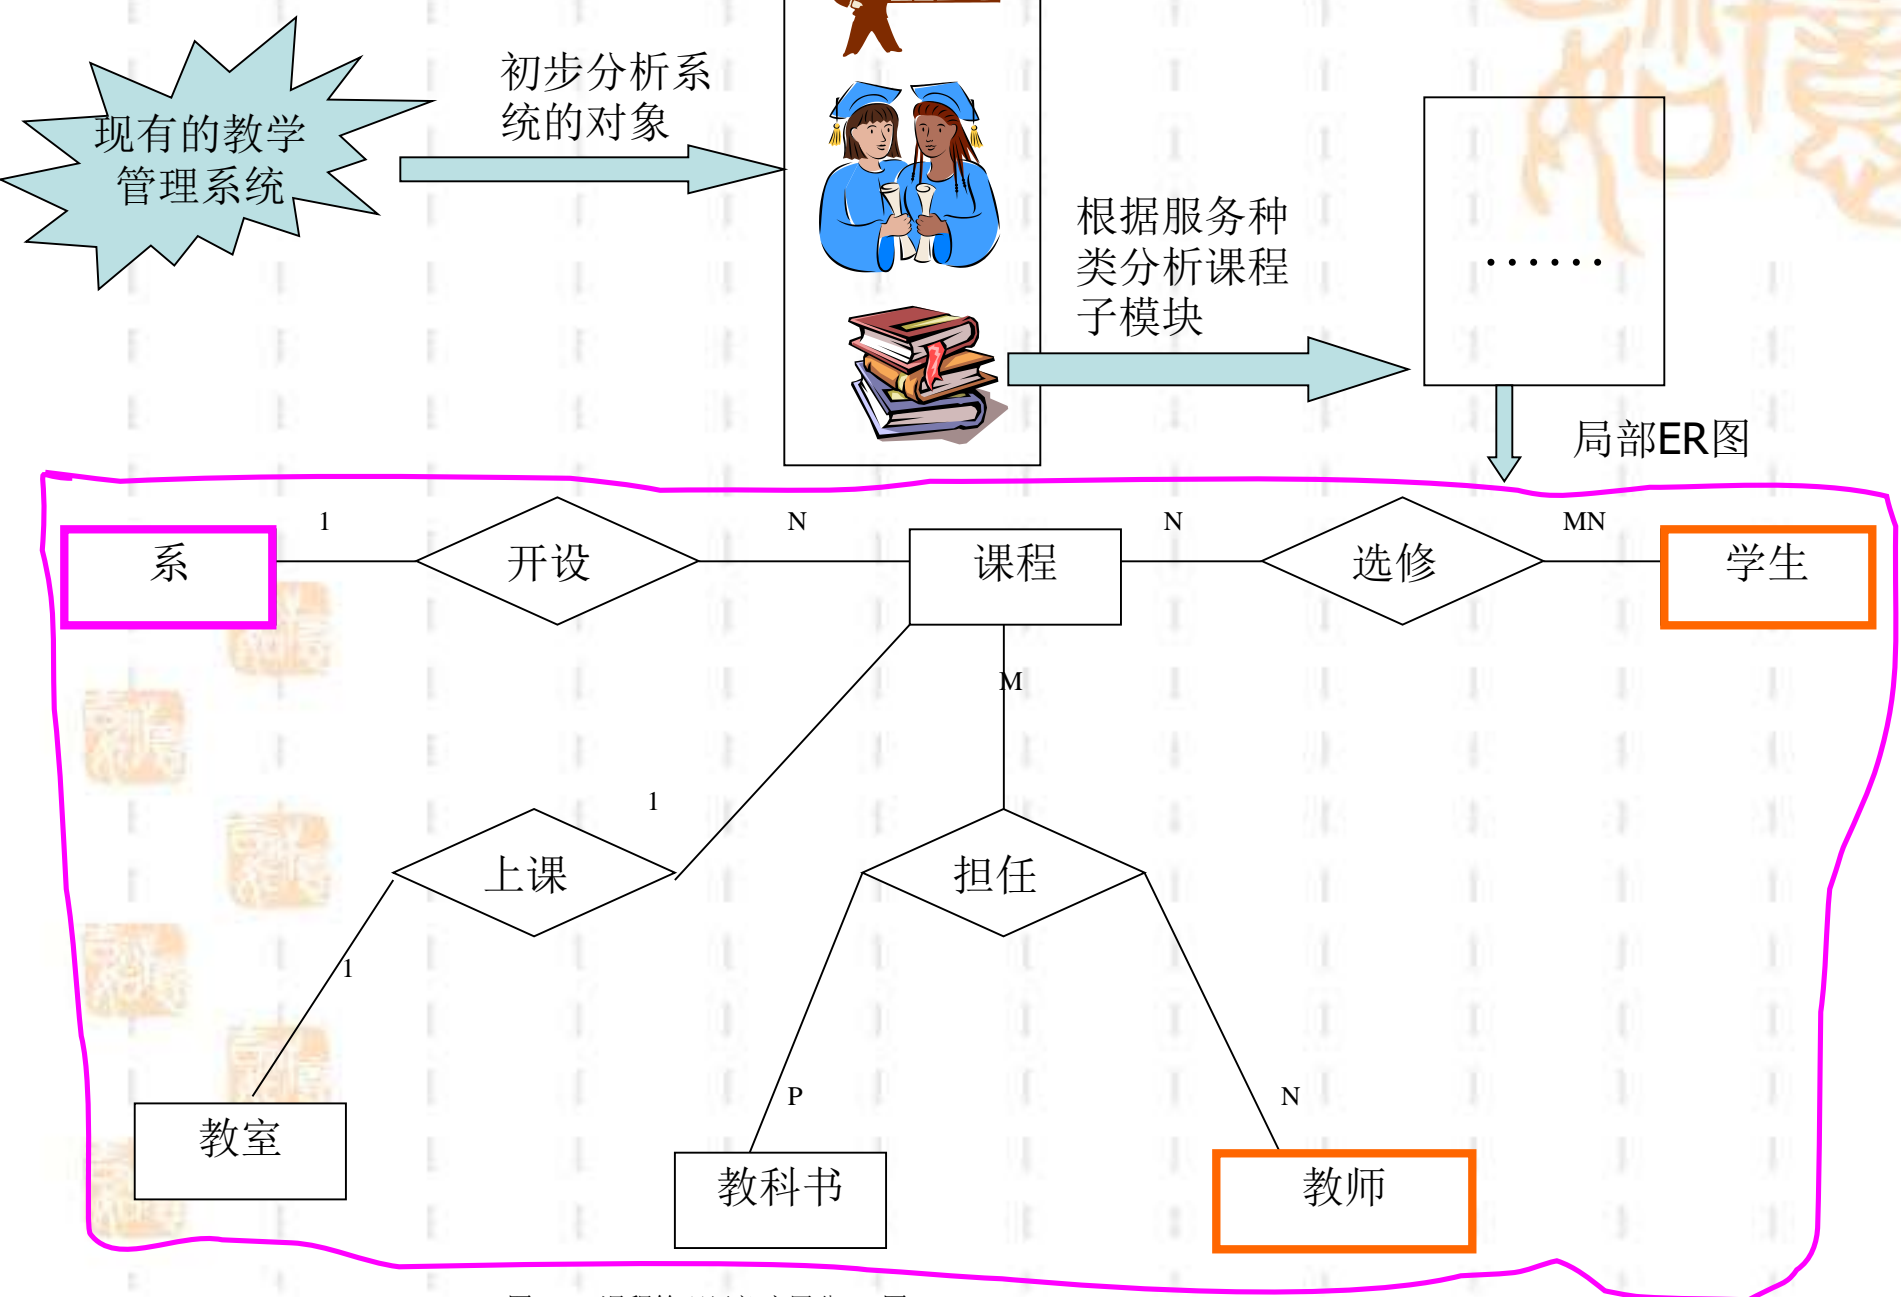 现有的教学
管理系统
初步分析系
统的对象
根据服务种
类分析课程
子模块
……
局部ER图
系
1
开设
N
课程
N
选修
MN
学生
M
1
上课
担任
1
P
N
教室
教科书
教师